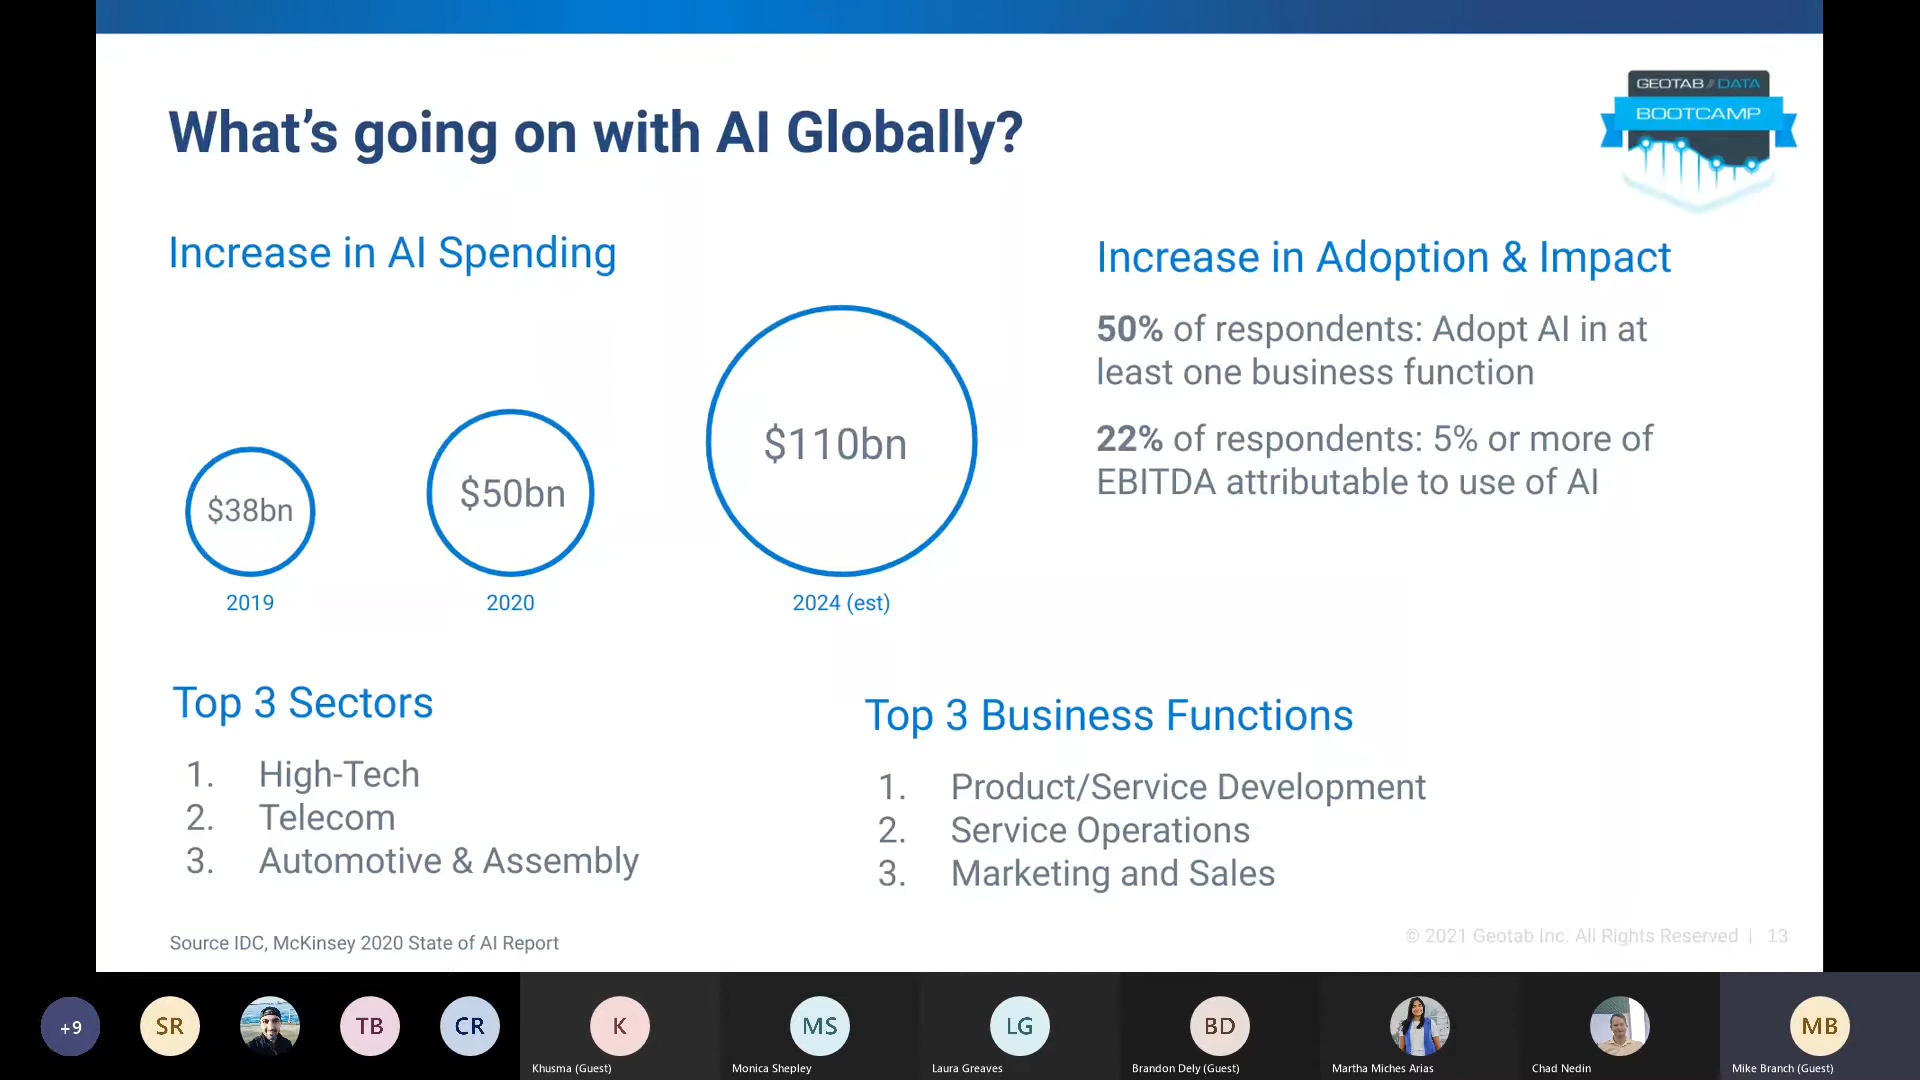 GEOTAB // DATA
BOOTCAMP
What's going on with AI Globally?
Increase in AI Spending
$38bn
$50bn
$110bn
2019
2020
2024 (est)
Increase in Adoption & Impact
50% of respondents: Adopt AI in at
least one business function
22% of respondents: 5% or more of
EBITDA attributable to use of AI
Top 3 Sectors
1. High-Tech
2. Telecom
3. Automotive & Assembly
Top 3 Business Functions
1. Product/Service Development
2. Service Operations
3. Marketing and Sales
Source IDC, McKinsey 2020 State of AI Report
© 2021 Geotab Inc. All Rights Reserved | 13
+9
SR
TB
CR
K
MS
LG
BD
MB
Khusma (Guest)
Monica Shepley
Laura Greaves
Brandon Dely (Guest)
Martha Miches Arias
Chad Nedin
Mike Branch (Guest)